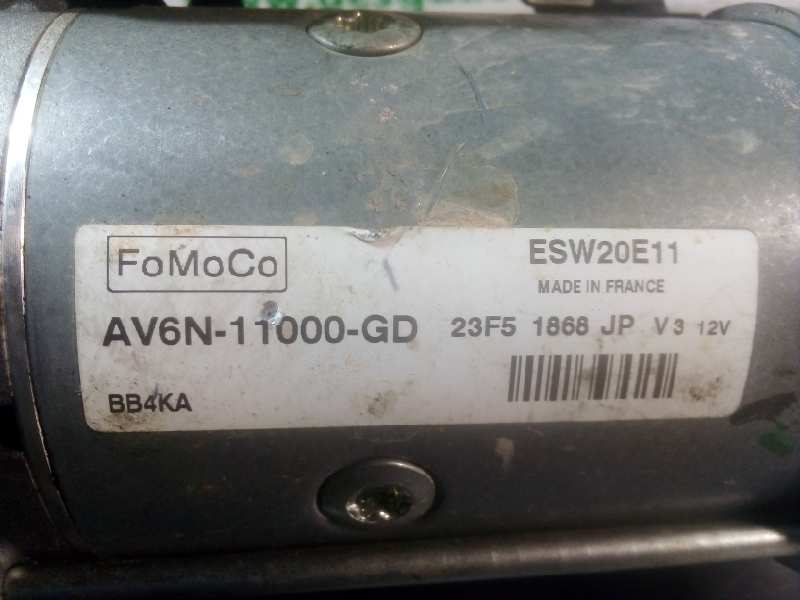 FoMoCo
ESW20E11
MADE IN FRANCE
AV6N-11000-GD 23F5 1868 JP V3 12V
BB4KA